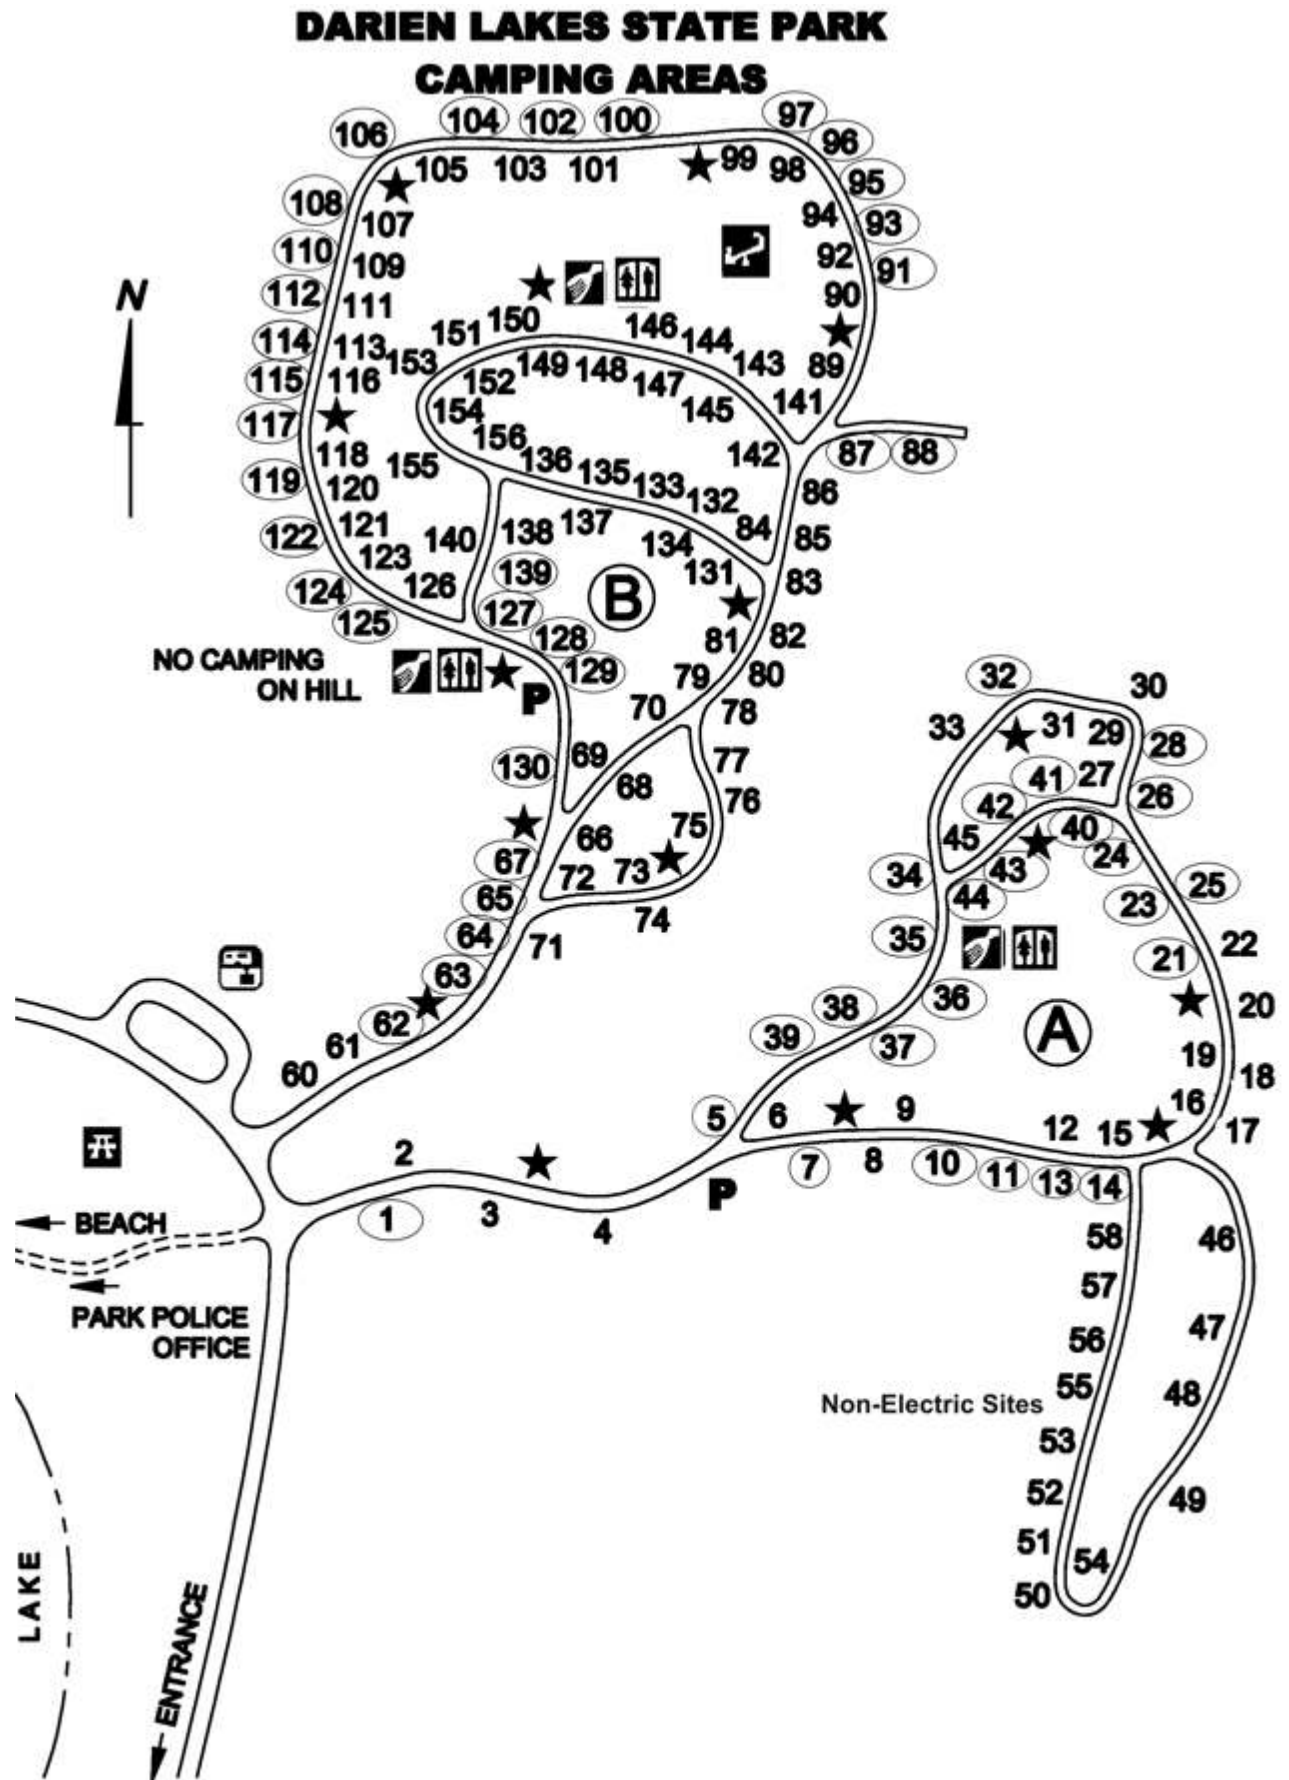 DARIEN LAKES STATE PARK
CAMPING AREAS
97
104 102 100
106 96
105 103 101 99 98
95
108 94 93
107
110 109 92 91
112 111 90
150 146
114 113 151 144 89
153 149 148 143
115 116 152 147 141
117 154 145
118 155 156 136 135 142 87 88
119 120 133 132 86
122 121 140 138 137 134 84 85
123 139 131 83
124 126 127 B
125 128 81 82
NO CAMPING
ON HILL
129 79 80
P 70 78
130 69 68 77
76
66 75
67 72 73
65 74
64 71
63
62
61
60
N
32 30
33 31 29 28
41 27 26
42 40
45 43 24
34 44 23 25
35 22
21
38 36 20
39 37 A 19
18
5 6 9 16
12 15 17
7 8 10 11 13 14
P
2
1 3 4
58 46
57
56 47
55 48
Non-Electric Sites
53
52 49
51 54
50
BEACH
PARK POLICE
OFFICE
LAKE
ENTRANCE